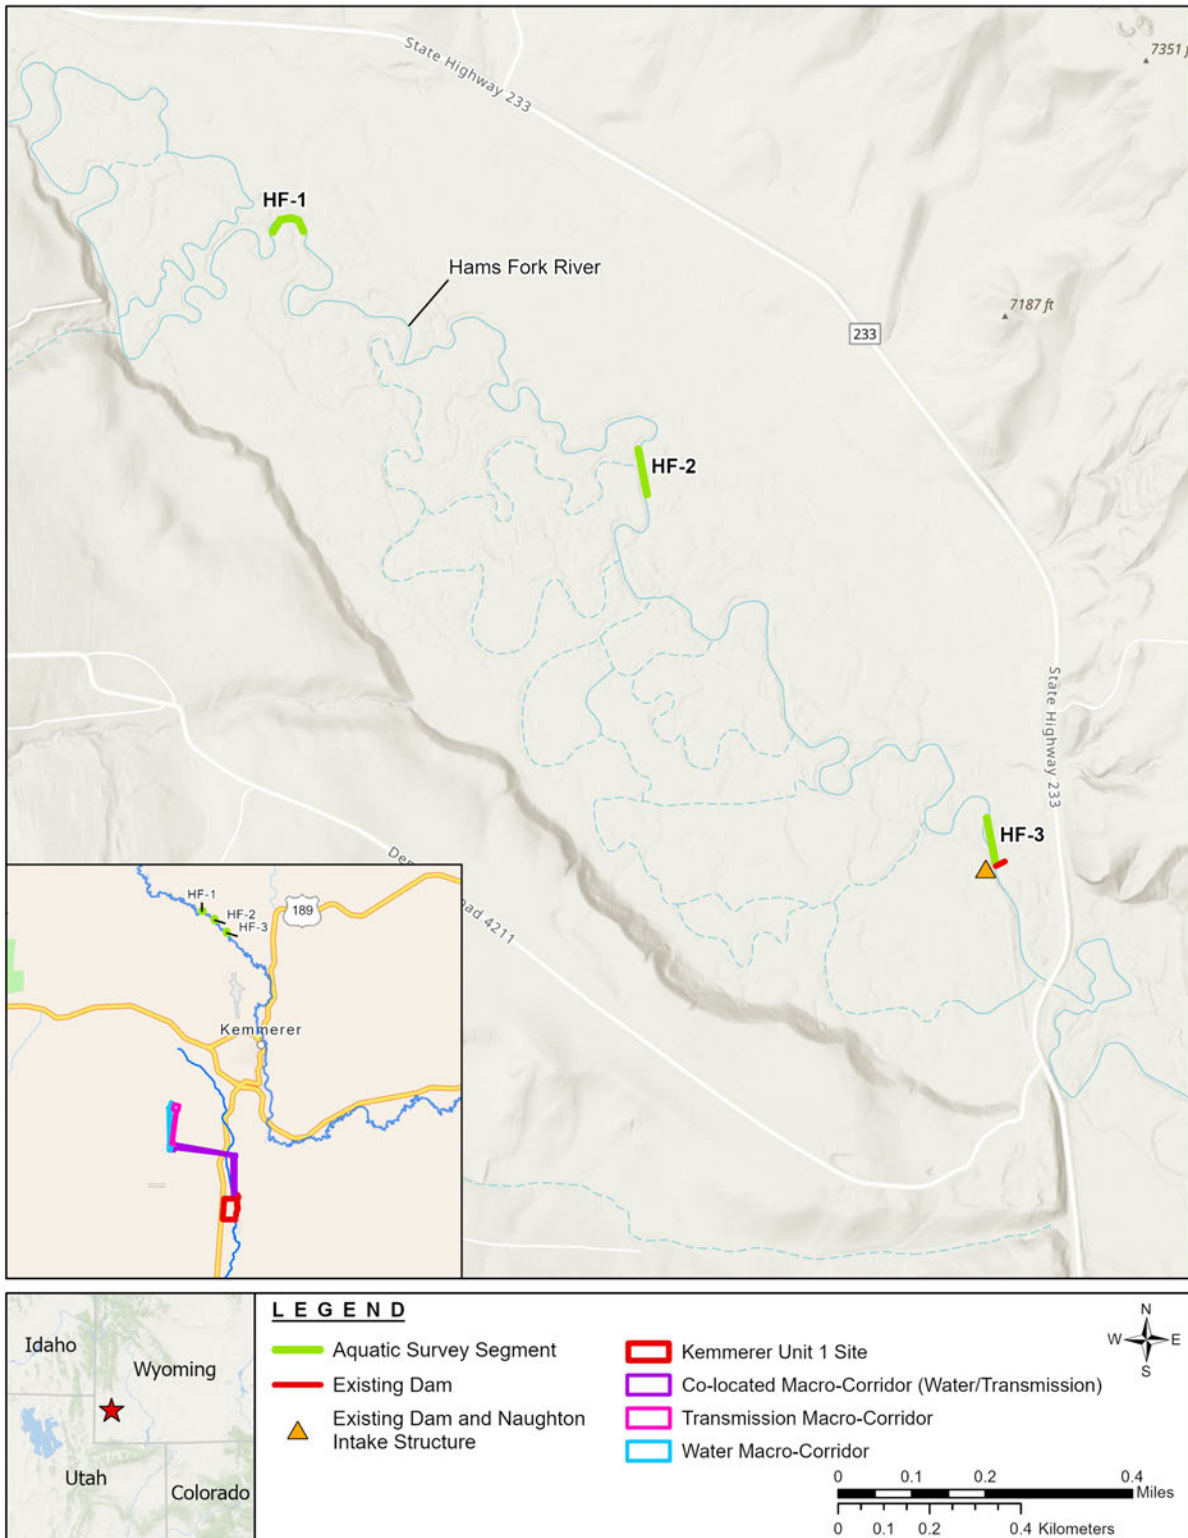 State Highway 233
7351 f
HF-1
Hams Fork River
7187 ft
233
HF-2
State Highway 233
HF-3
oad 4211
HF-1
HF-2
HF-3
189
Kemmerer
Idaho
Wyoming
Utah
Colorado
L E G E N D
Aquatic Survey Segment
Existing Dam
Existing Dam and Naughton
Intake Structure
Kemmerer Unit 1 Site
Co-located Macro-Corridor (Water/Transmission)
Transmission Macro-Corridor
Water Macro-Corridor
N
W E
S
0 0.1 0.2 0.4
Miles
0 0.1 0.2 0.4 Kilometers